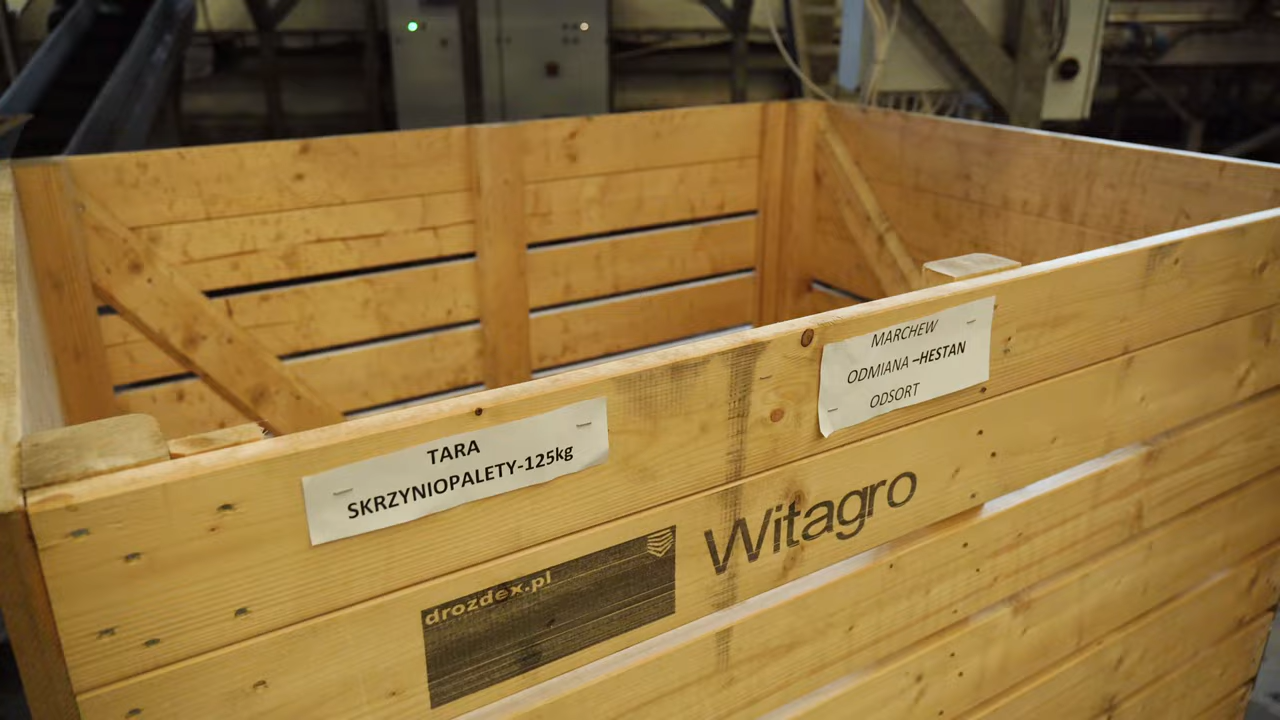 TARA
SKRZYNIOPALETY-125kg
MARCHEW
ODMIANA –HESTAN
ODSORT
Witagro
drozdex.pl